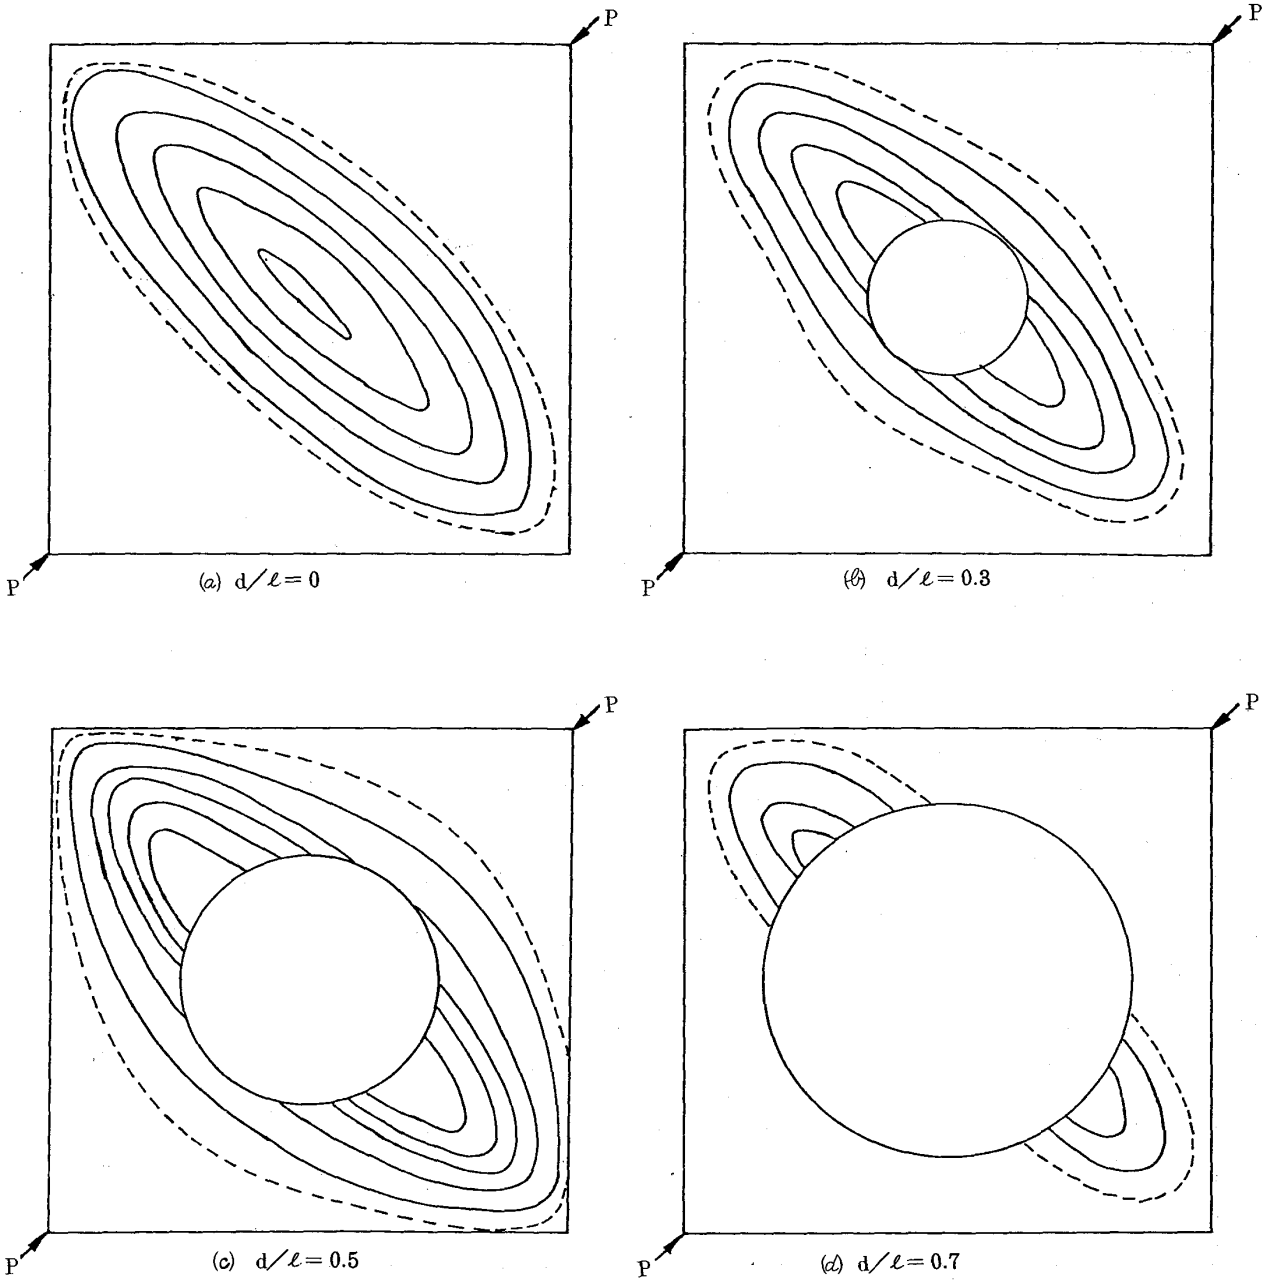 P
P
P
P
(a) d/ℓ = 0
(b) d/ℓ = 0.3
P
P
P
P
(c) d/ℓ = 0.5
(d) d/ℓ = 0.7